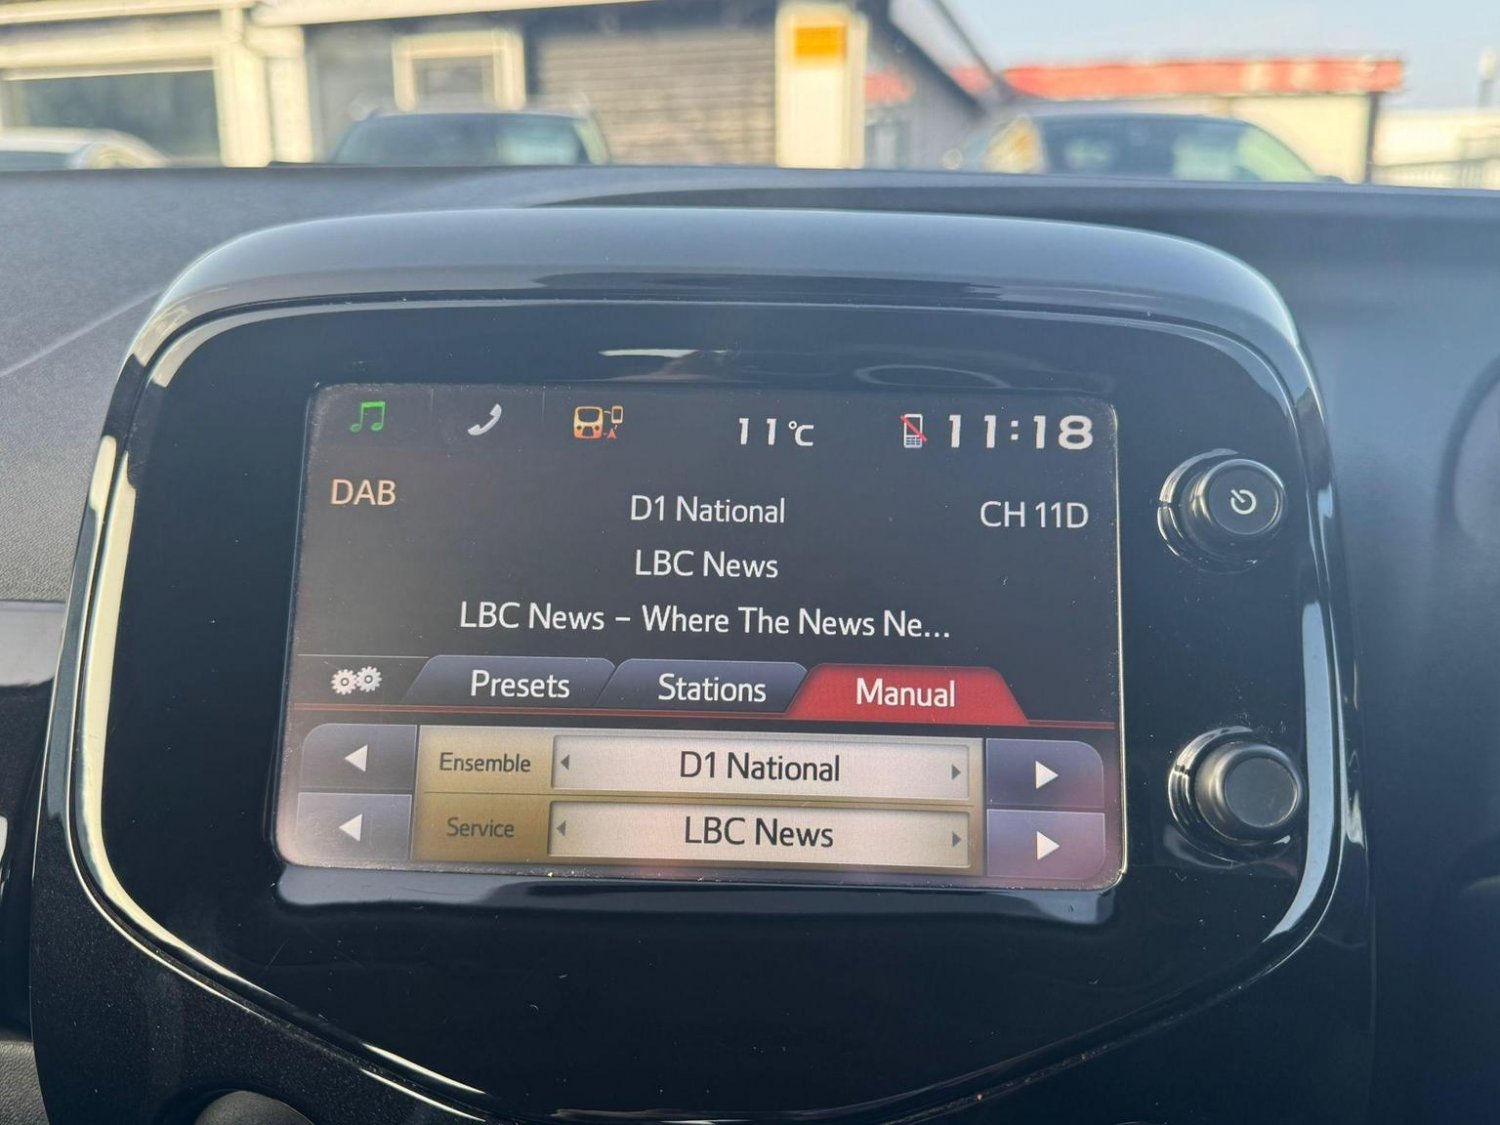 11°C 11:18
DAB
D1 National
CH 11D
LBC News
LBC News – Where The News Ne...
Presets Stations Manual
Ensemble D1 National
Service LBC News